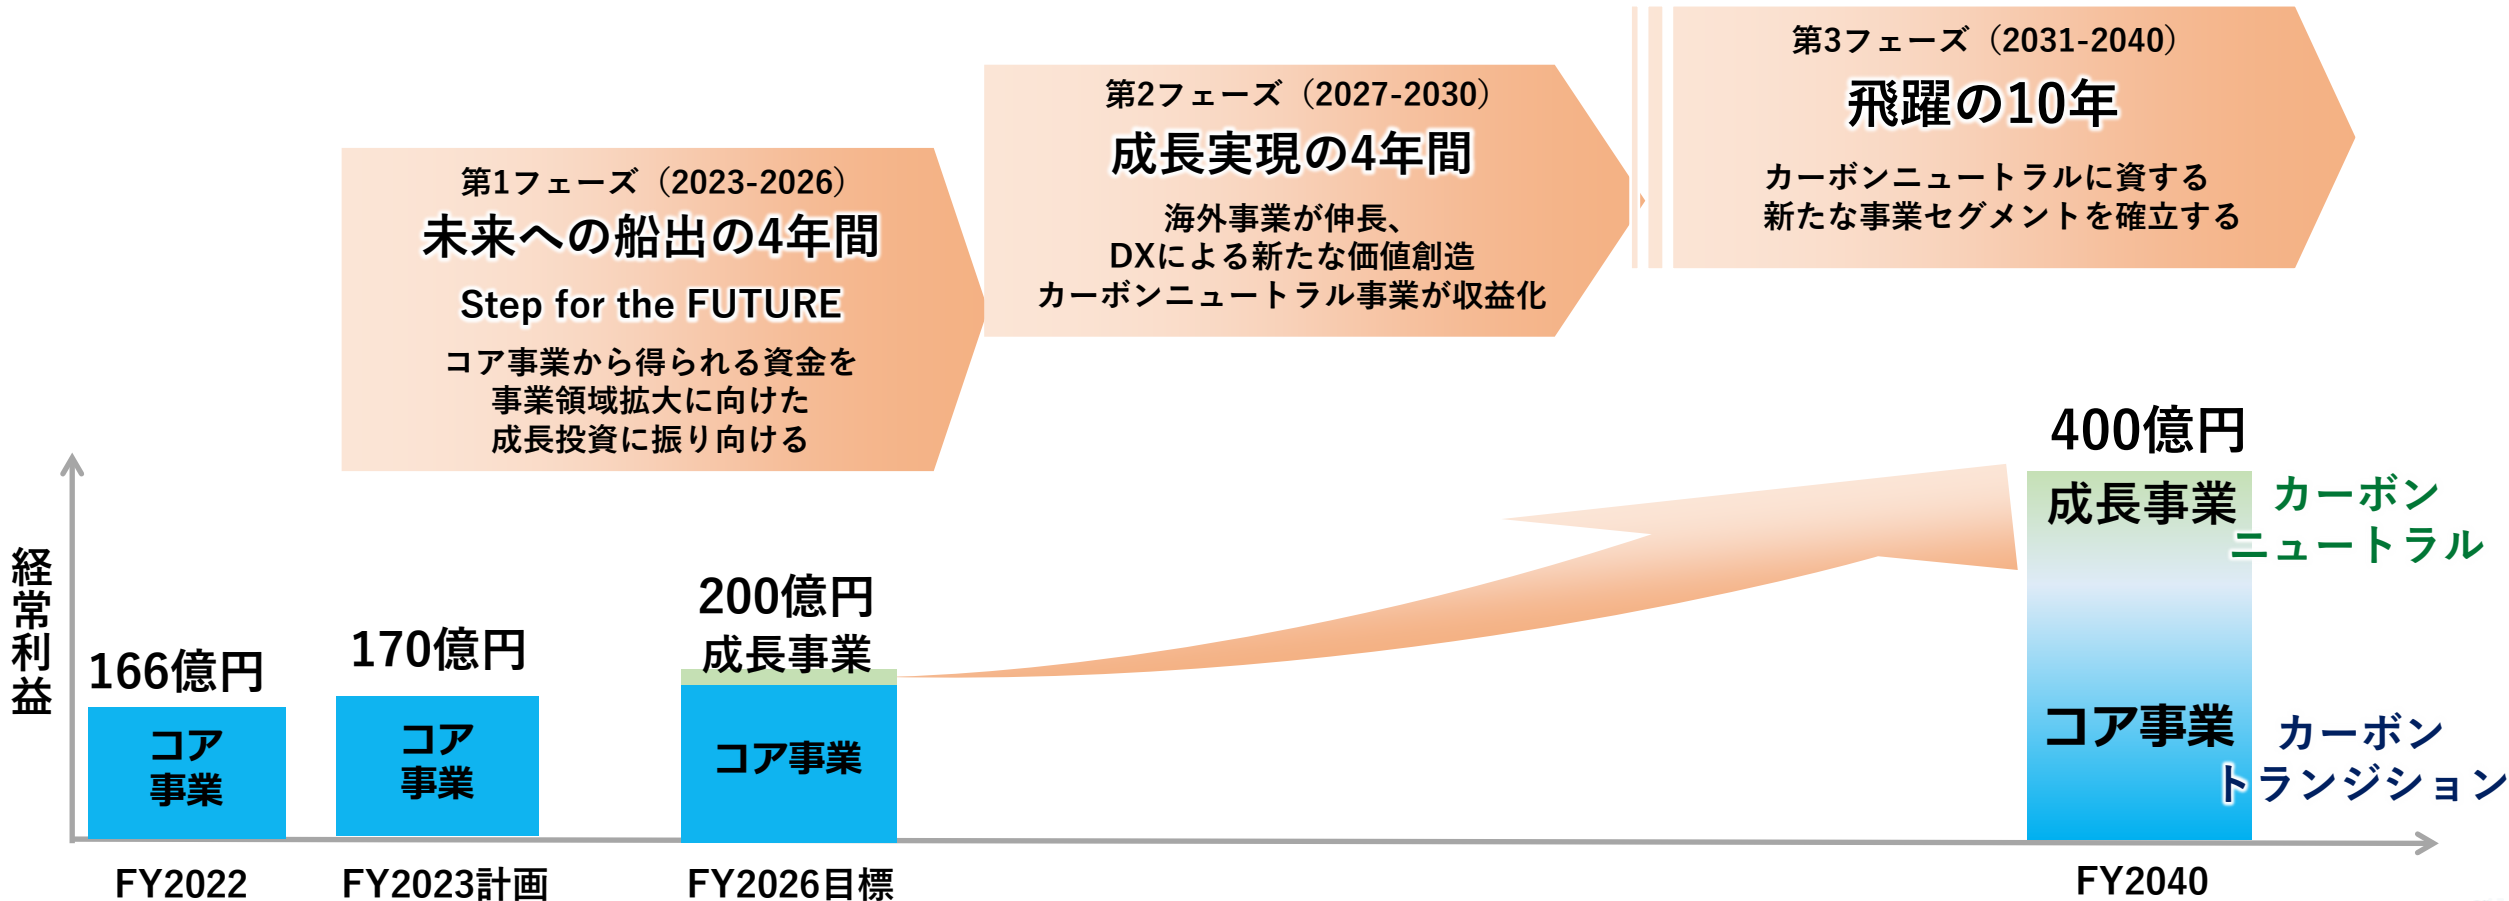 第1フェーズ（2023-2026）
未来への船出の4年間
Step for the FUTURE
コア事業から得られる資金を
事業領域拡大に向けた
成長投資に振り向ける
第2フェーズ（2027-2030）
成長実現の4年間
海外事業が伸長、
DXによる新たな価値創造
カーボンニュートラル事業が収益化
第3フェーズ（2031-2040）
飛躍の10年
カーボンニュートラルに資する
新たな事業セグメントを確立する
経常利益
166億円
コア
事業
FY2022
170億円
コア
事業
FY2023計画
200億円
成長事業
コア事業
FY2026目標
400億円
成長事業
コア事業
FY2040
カーボン
ニュートラル
カーボン
トランジション